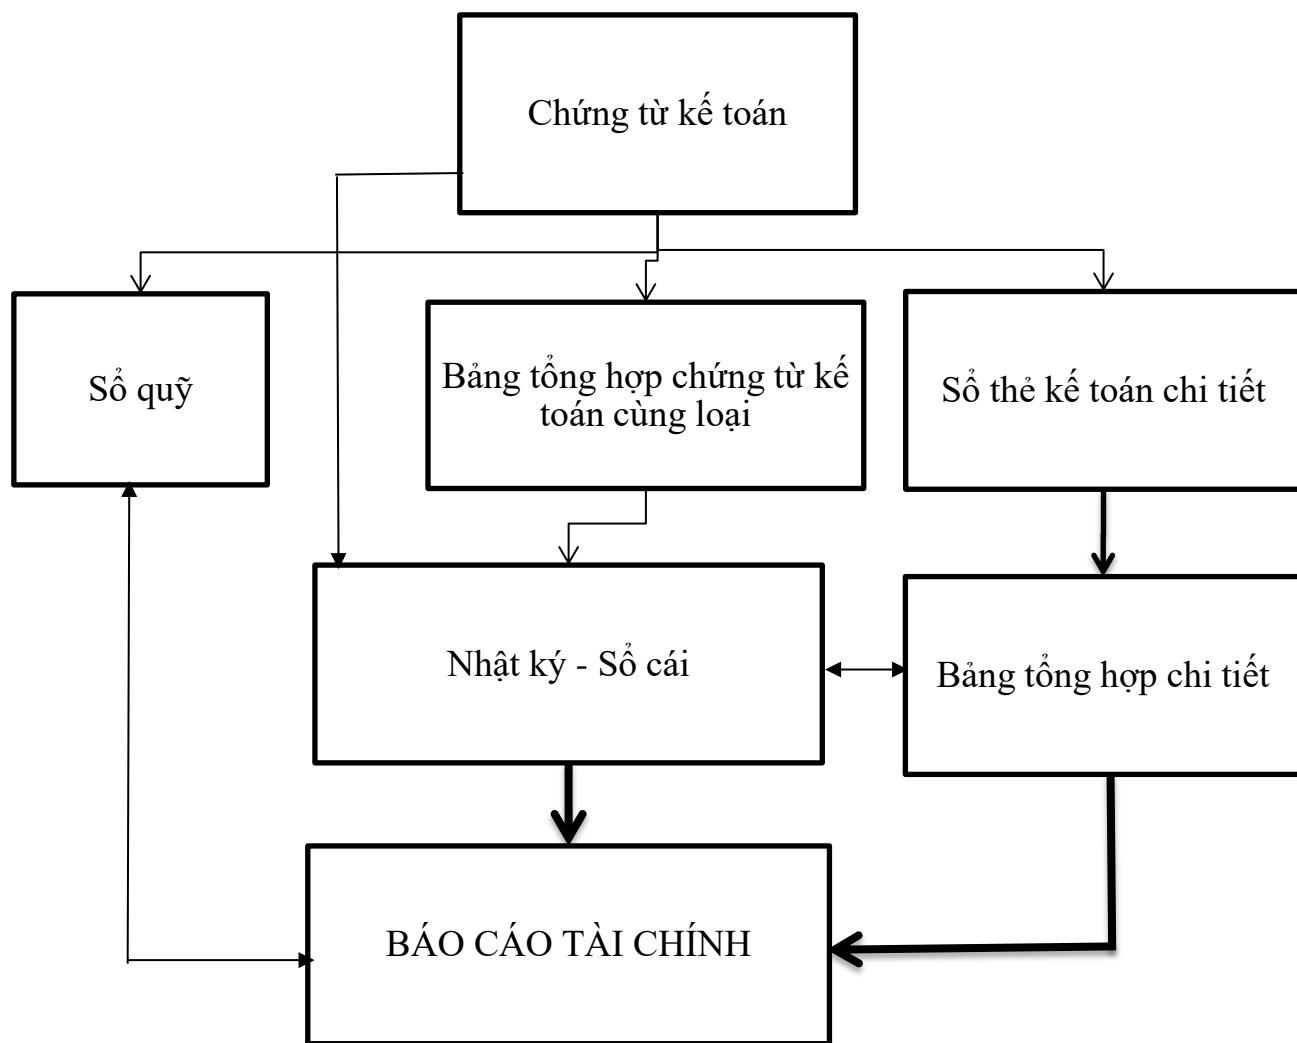 Chứng từ kế toán
Sổ quỹ
Bảng tổng hợp chứng từ kế
toán cùng loại
Sổ thẻ kế toán chi tiết
Nhật ký - Sổ cái
Bảng tổng hợp chi tiết
BÁO CÁO TÀI CHÍNH